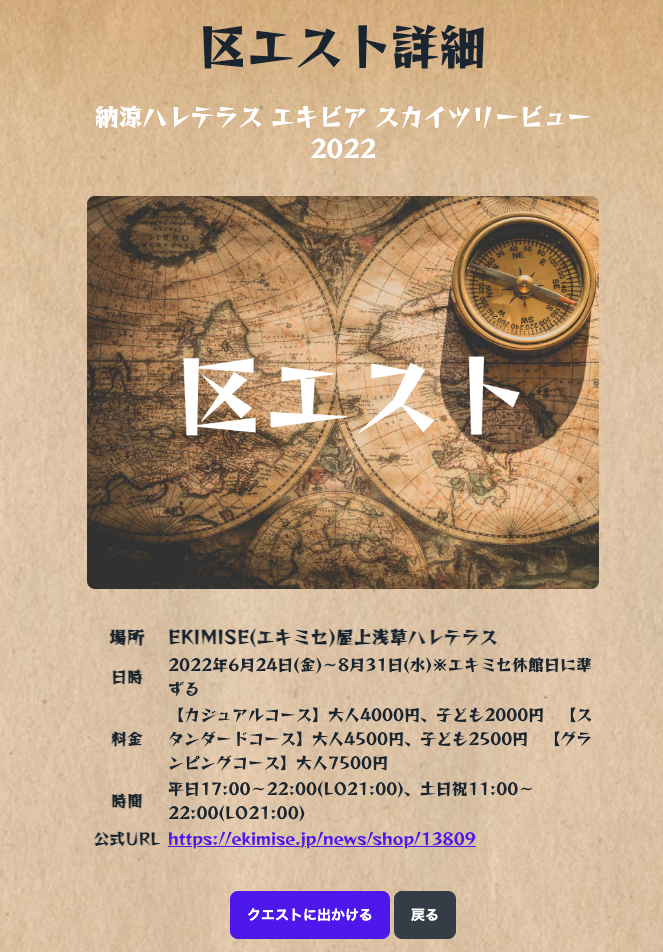 区エスト詳細
納涼ハレテラス エキビア スカイツリービュー
2022
NE
E
SW
区エスト
場所 EKIMISE(エキミセ)屋上浅草ハレテラス
日時 2022年6月24日(金)～8月31日(水)※エキミセ休館日に準
ずる
料金 【カジュアルコース】大人4000円、子ども2000円　【ス
タンダードコース】大人4500円、子ども2500円　【グラ
ンピングコース】大人7500円
時間 平日17:00～22:00(LO21:00)、土日祝11:00～
22:00(LO21:00)
公式URL https://ekimise.jp/news/shop/13809
クエストに出かける 戻る